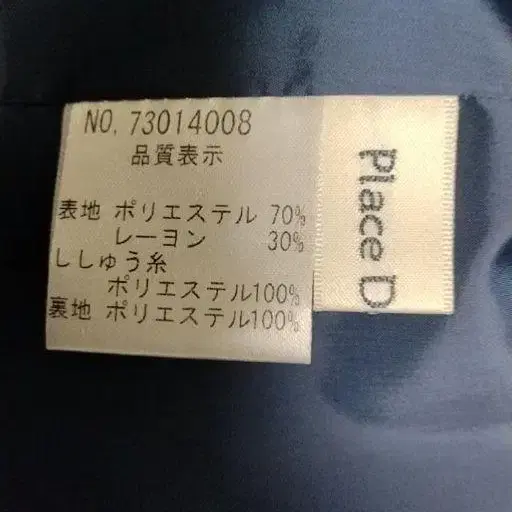 NO. 73014008
品質表示
表地 ポリエステル 70%
レーヨン 30%
ししゅう糸
ポリエステル100%
裏地 ポリエステル100%
Place D